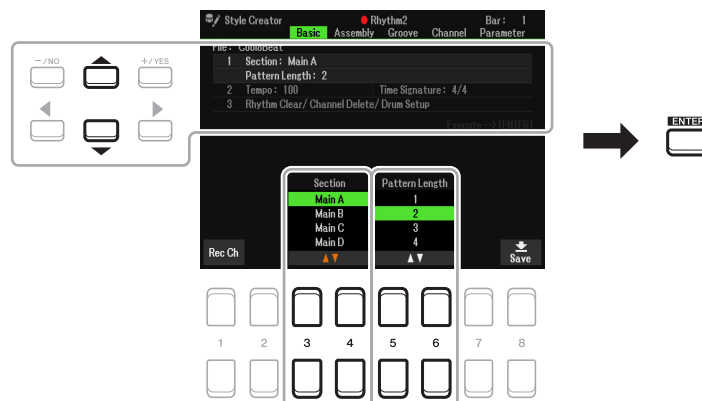 Style Creator Rhythm2 Bar: 1
Basic Assembly Groove Channel Parameter
File: CooloBeat
1 Section: Main A
Pattern Length: 2
2 Tempo: 100 Time Signature: 4/4
3 Rhythm Clear/ Channel Delete/ Drum Setup
Execute --> [ENTER]
−/NO +/YES
ENTER
Section Pattern Length
Main A 1
Main B 2
Main C 3
Main D 4
Rec Ch
Save
1 2 3 4 5 6 7 8